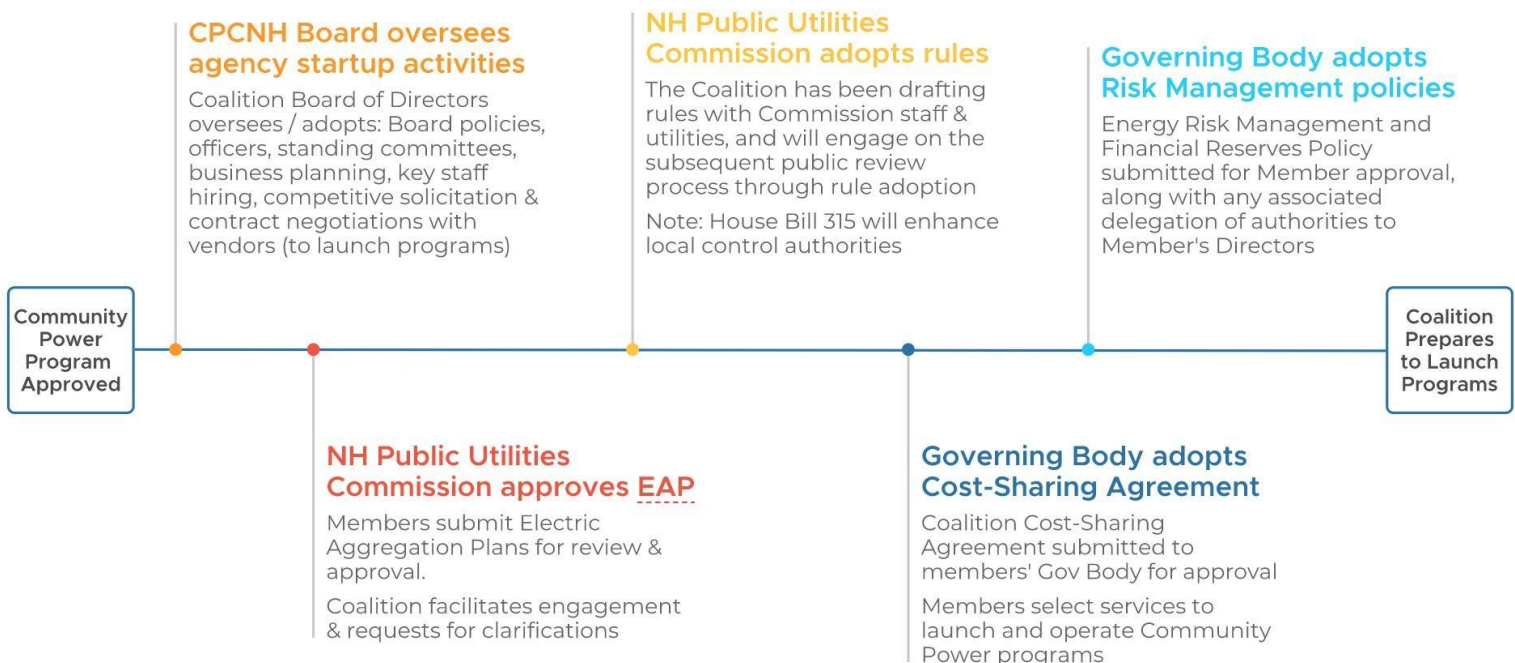 Community
Power
Program
Approved
CPCNH Board oversees
agency startup activities
Coalition Board of Directors
oversees / adopts: Board policies,
officers, standing committees,
business planning, key staff
hiring, competitive solicitation &
contract negotiations with
vendors (to launch programs)
NH Public Utilities
Commission approves EAP
Members submit Electric
Aggregation Plans for review &
approval.
Coalition facilitates engagement
& requests for clarifications
NH Public Utilities
Commission adopts rules
The Coalition has been drafting
rules with Commission staff &
utilities, and will engage on the
subsequent public review
process through rule adoption
Note: House Bill 315 will enhance
local control authorities
Governing Body adopts
Cost-Sharing Agreement
Coalition Cost-Sharing
Agreement submitted to
members' Gov Body for approval
Members select services to
launch and operate Community
Power programs
Governing Body adopts
Risk Management policies
Energy Risk Management and
Financial Reserves Policy
submitted for Member approval,
along with any associated
delegation of authorities to
Member's Directors
Coalition
Prepares
to Launch
Programs